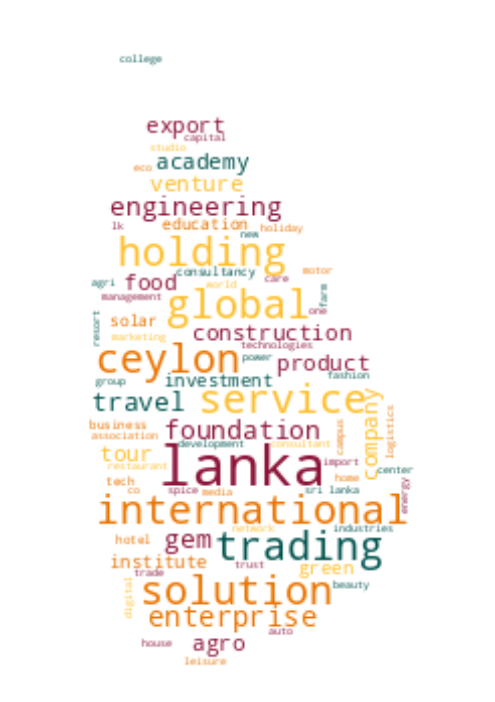 college
export
capital
studio
eco academy
venture
engineering
lk education holiday
new
holding
consultancy motor
agri food world care
management global farm
one
resort solar
construction
marketing technologies
ceylon power product
group investment fashion
travel service
company
business foundation campus logistics
association
development consultant
tour lanka import
restaurant center
tech home energy
co spice media sri lanka
international
network industries
hotel gem trading
institute trust green
trade
digital solution beauty
enterprise
auto
house agro
leisure